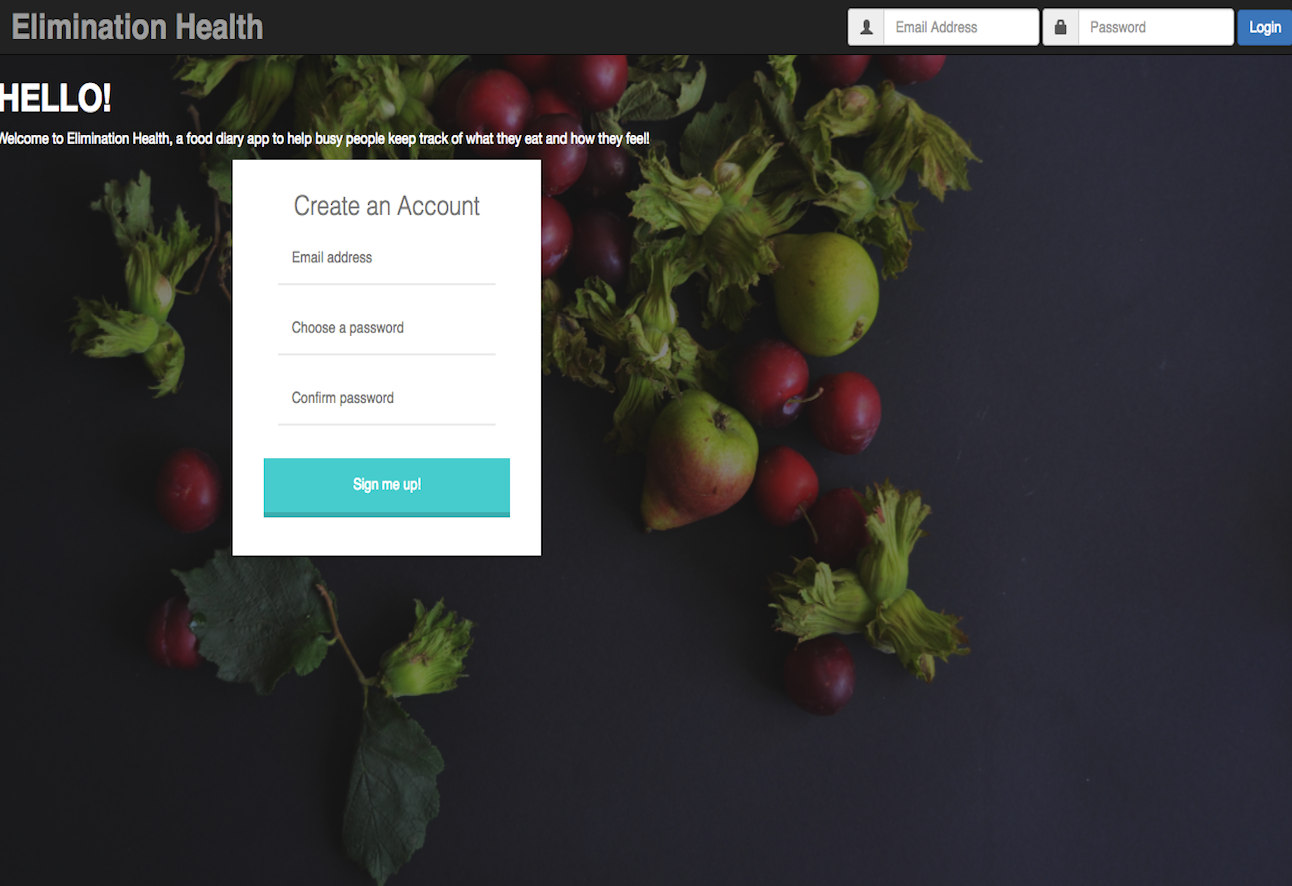 Elimination Health
Email Address
Password
Login
HELLO!
Welcome to Elimination Health, a food diary app to help busy people keep track of what they eat and how they feel!
Create an Account
Email address
Choose a password
Confirm password
Sign me up!